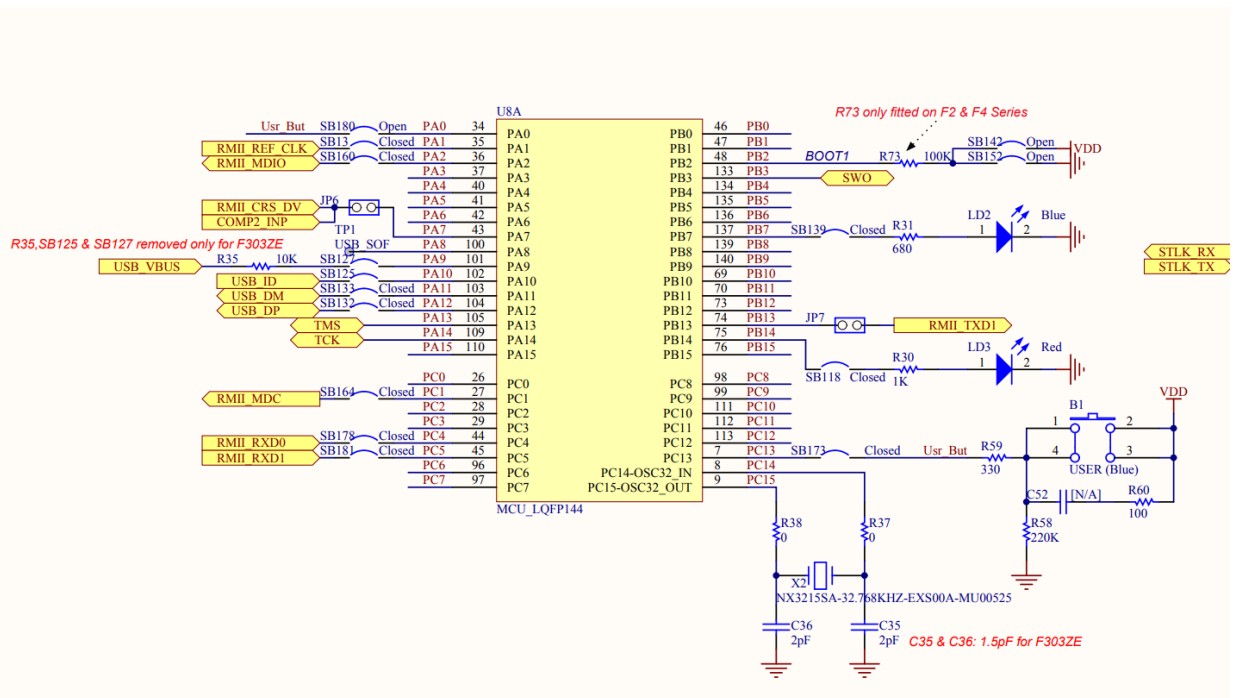 R73 only fitted on F2 & F4 Series
U8A
Usr_But SB180 Open PA0 34 PA0 PB0 46 PB0
RMII_REF_CLK SB13 Closed PA1 35 PA1 PB1 47 PB1 SB142 Open VDD
RMII_MDIO SB160 Closed PA2 36 PA2 PB2 48 PB2 BOOT1 R73 100K SB152 Open
PA3 37 PA3 PB3 133 PB3 SWO
PA4 40 PA4 PB4 134 PB4
RMII_CRS_DV JP6 PA5 41 PA5 PB5 135 PB5
COMP2_INP PA6 42 PA6 PB6 136 PB6 LD2 Blue
TP1 PA7 43 PA7 PB7 137 PB7 SB139 Closed R31 680 1 2
R35,SB125 & SB127 removed only for F303ZE
USB_SOF PA8 100 PA8 PB8 139 PB8 STLK_RX
USB_VBUS R35 10K SB127 PA9 101 PA9 PB9 140 PB9 STLK_TX
USB_ID SB125 PA10 102 PA10 PB10 69 PB10
USB_DM SB133 Closed PA11 103 PA11 PB11 70 PB11
USB_DP SB132 Closed PA12 104 PA12 PB12 73 PB12
TMS PA13 105 PA13 PB13 74 PB13 JP7 RMII_TXD1
TCK PA14 109 PA14 PB14 75 PB14
PA15 110 PA15 PB15 76 PB15 LD3 Red
SB118 Closed R30 1K 1 2
PC0 26 PC0 PC8 98 PC8
RMII_MDC SB164 Closed PC1 27 PC1 PC9 99 PC9 VDD
PC2 28 PC2 PC10 111 PC10 B1
PC3 29 PC3 PC11 112 PC11 1 2
RMII_RXD0 SB178 Closed PC4 44 PC4 PC12 113 PC12
RMII_RXD1 SB181 Closed PC5 45 PC5 PC13 7 PC13 SB173 Closed Usr_But R59 330 4 3
PC6 96 PC6 PC14-OSC32_IN 8 PC14 USER (Blue)
PC7 97 PC7 PC15-OSC32_OUT 9 PC15
MCU_LQFP144
C52 [N/A] R60 100
R38 0 R37 0 R58 220K
X2
NX3215SA-32.768KHZ-EXS00A-MU00525
C36 2pF C35 2pF
C35 & C36: 1.5pF for F303ZE